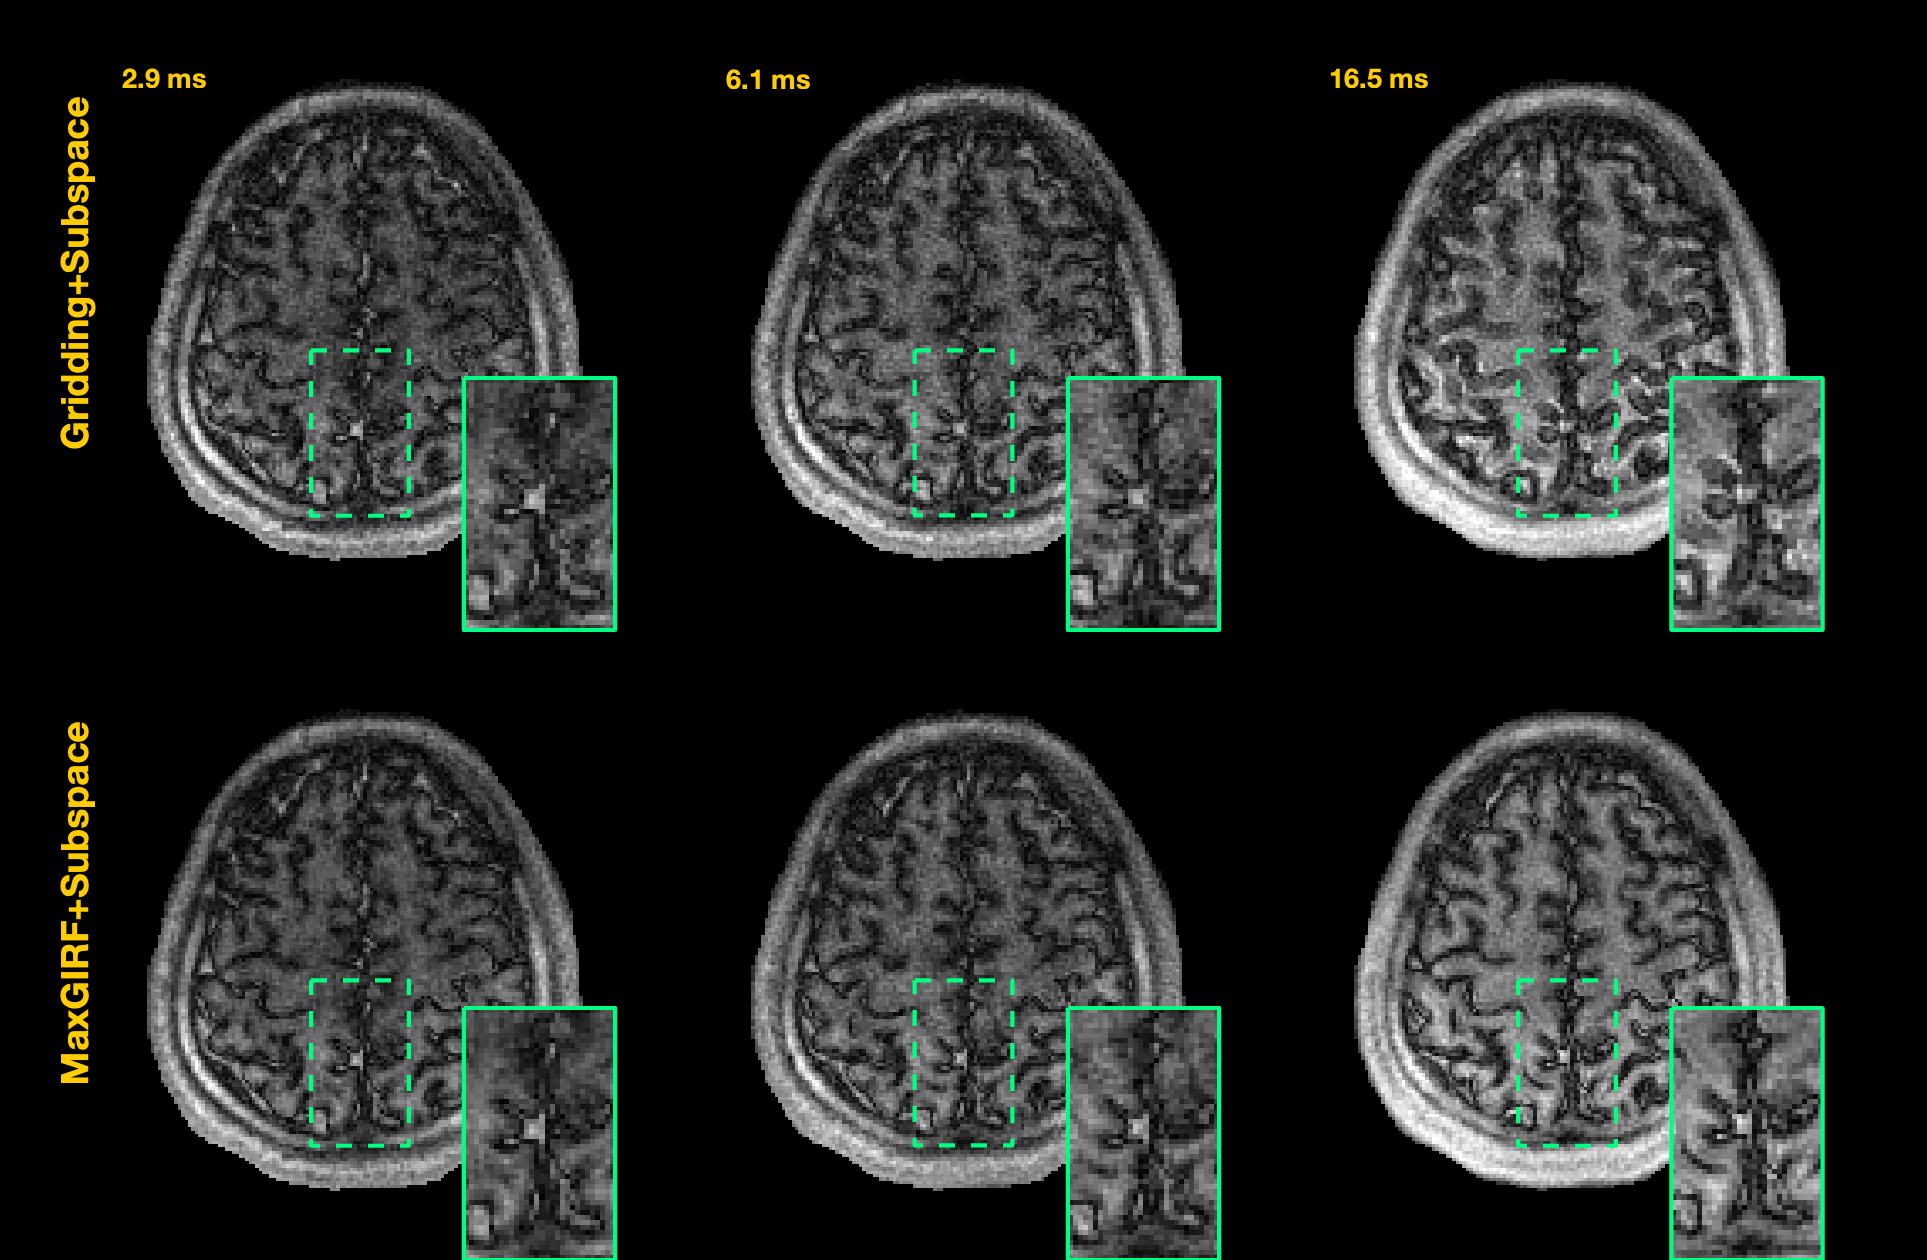 2.9 ms
6.1 ms
16.5 ms
Gridding+Subspace
MaxGIRF+Subspace